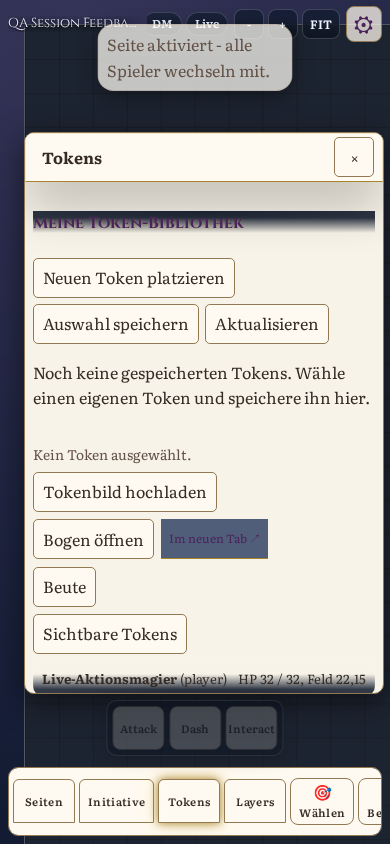 QA Session Feedba...
DM
Live
-
+
FIT
Seite aktiviert - alle
Spieler wechseln mit.
Tokens
×
Meine Token-Bibliothek
Neuen Token platzieren
Auswahl speichern
Aktualisieren
Noch keine gespeicherten Tokens. Wähle
einen eigenen Token und speichere ihn hier.
Kein Token ausgewählt.
Tokenbild hochladen
Bogen öffnen
Im neuen Tab ↗
Beute
Sichtbare Tokens
Live-Aktionsmagier (player) HP 32 / 32, Feld 22,15
Attack
Dash
Interact
Seiten
Initiative
Tokens
Layers
Wählen
Be